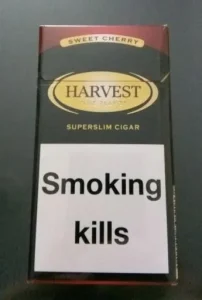 SWEET CHERRY
HARVEST
SUPERSLIM CIGAR
Smoking
kills